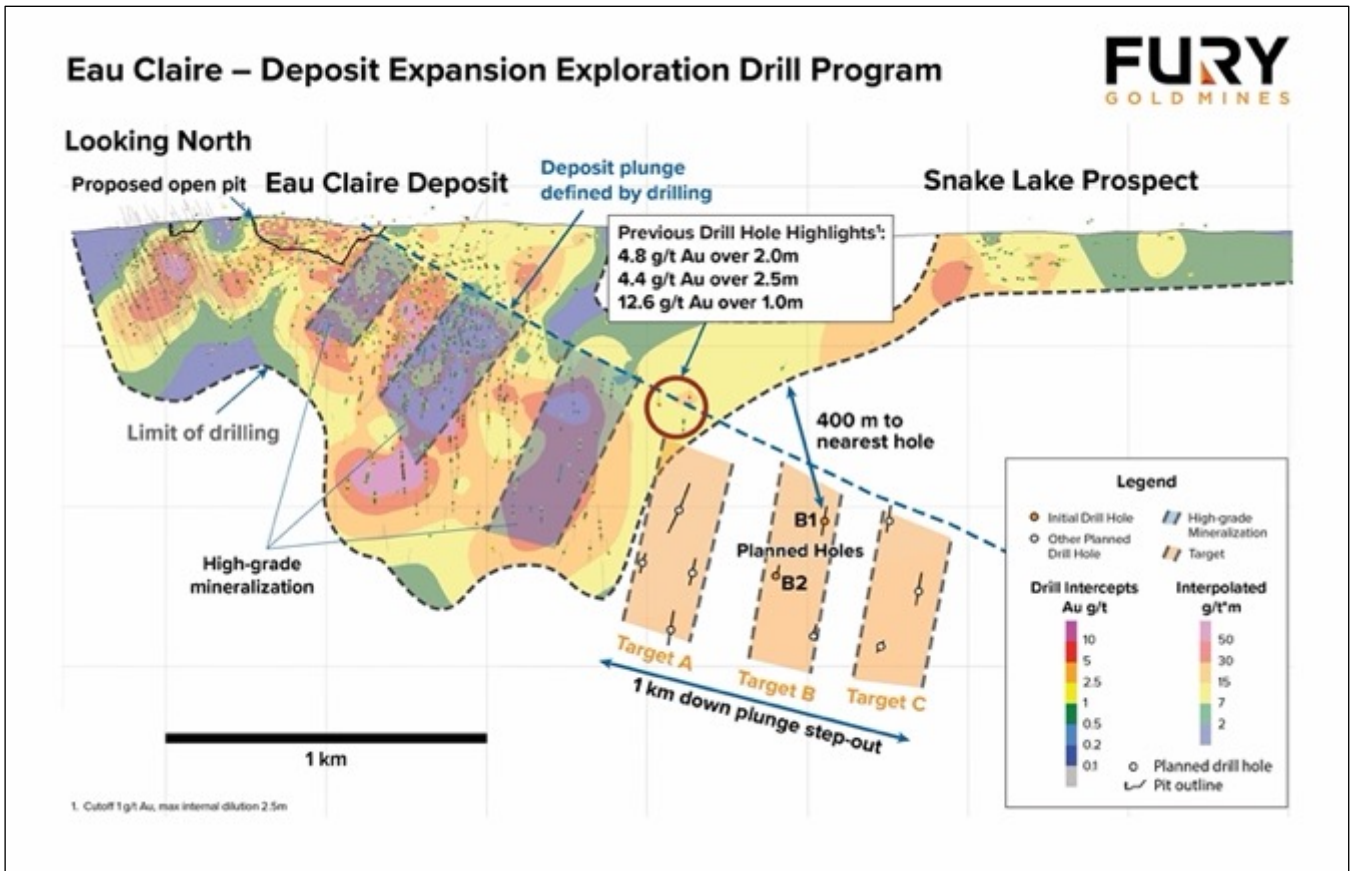 Eau Claire – Deposit Expansion Exploration Drill Program
FURY
GOLD MINES
Looking North
Proposed open pit
Eau Claire Deposit
Deposit plunge
defined by drilling
Snake Lake Prospect
Previous Drill Hole Highlights¹:
4.8 g/t Au over 2.0m
4.4 g/t Au over 2.5m
12.6 g/t Au over 1.0m
Limit of drilling
400 m to
nearest hole
High-grade
mineralization
B1
Planned Holes
B2
Target A
Target B
Target C
1 km down plunge step-out
1 km
Legend
Initial Drill Hole
Other Planned
Drill Hole
High-grade
Mineralization
Target
Drill Intercepts
Au g/t
10
5
2.5
1
0.5
0.2
0.1
Interpolated
g/t*m
50
30
15
7
2
Planned drill hole
Pit outline
1. Cutoff 1 g/t Au, max internal dilution 2.5m